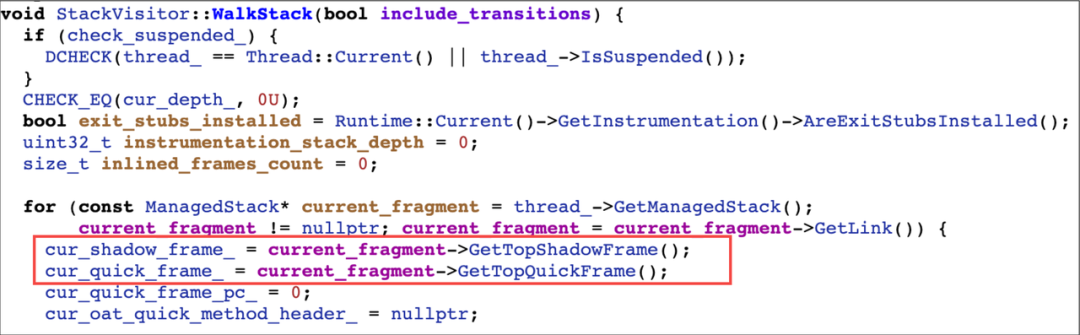 void StackVisitor::WalkStack(bool include_transitions) {
  if (check_suspended_) {
    DCHECK(thread_ == Thread::Current() || thread_->IsSuspended());
  }
  CHECK_EQ(cur_depth_, 0U);
  bool exit_stubs_installed = Runtime::Current()->GetInstrumentation()->AreExitStubsInstalled();
  uint32_t instrumentation_stack_depth = 0;
  size_t inlined_frames_count = 0;

  for (const ManagedStack* current_fragment = thread_->GetManagedStack();
       current_fragment != nullptr; current_fragment = current_fragment->GetLink()) {
    cur_shadow_frame_ = current_fragment->GetTopShadowFrame();
    cur_quick_frame_ = current_fragment->GetTopQuickFrame();
    cur_quick_frame_pc_ = 0;
    cur_oat_quick_method_header_ = nullptr;